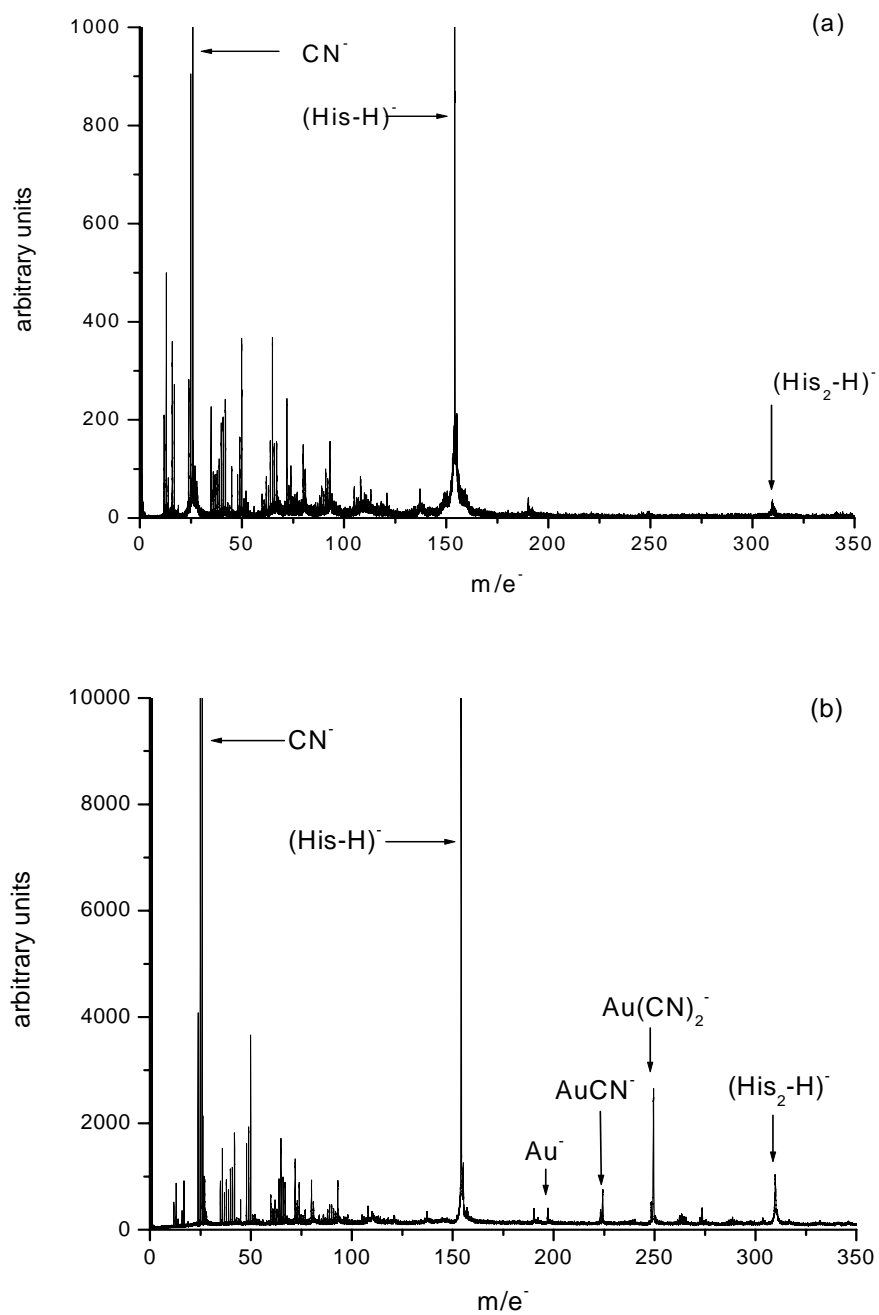 (a)
1000
CN⁻
(His-H)⁻
800
600
400
(His₂-H)⁻
200
0
arbitrary units
0 50 100 150 200 250 300 350
m/e⁻
(b)
10000
CN⁻
8000
(His-H)⁻
6000
4000
Au(CN)₂⁻
AuCN⁻
(His₂-H)⁻
2000
Au⁻
0
arbitrary units
0 50 100 150 200 250 300 350
m/e⁻